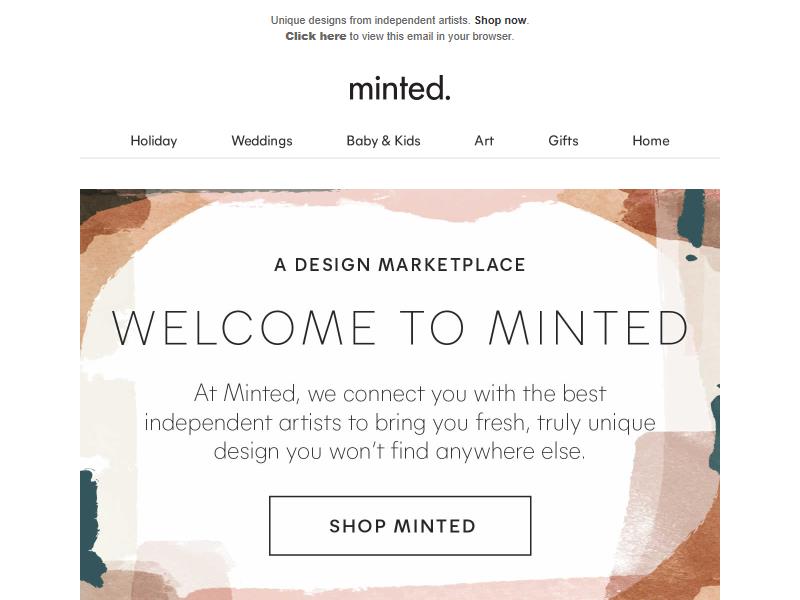 Unique designs from independent artists. Shop now.
Click here to view this email in your browser.
minted.
Holiday Weddings Baby & Kids Art Gifts Home
A DESIGN MARKETPLACE
WELCOME TO MINTED
At Minted, we connect you with the best
independent artists to bring you fresh, truly unique
design you won't find anywhere else.
SHOP MINTED